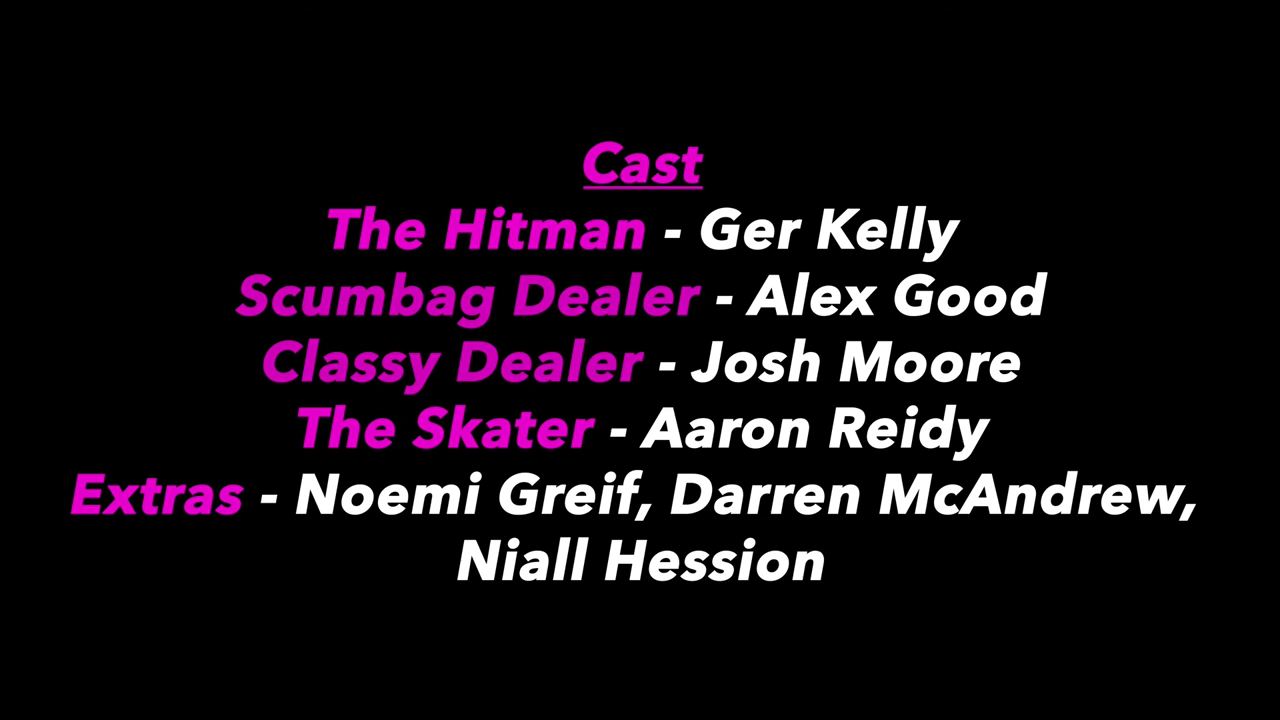 Cast
The Hitman - Ger Kelly
Scumbag Dealer - Alex Good
Classy Dealer - Josh Moore
The Skater - Aaron Reidy
Extras - Noemi Greif, Darren McAndrew,
Niall Hession